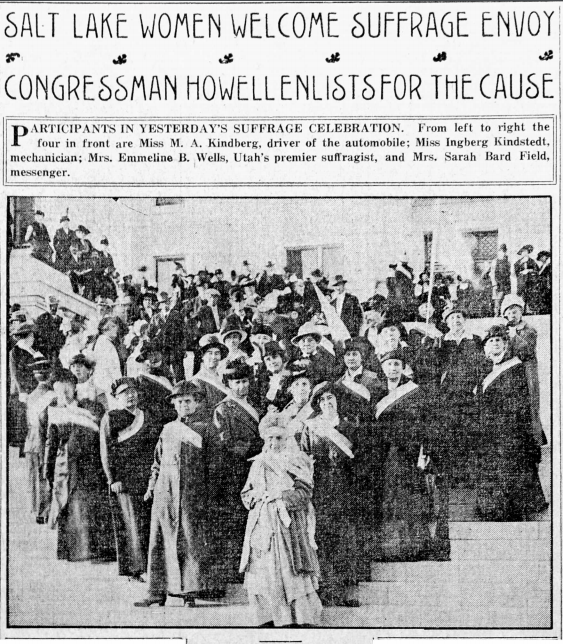 SALT LAKE WOMEN WELCOME SUFFRAGE ENVOY
CONGRESSMAN HOWELL ENLISTS FOR THE CAUSE
PARTICIPANTS IN YESTERDAY'S SUFFRAGE CELEBRATION. From left to right the
four in front are Miss M. A. Kindberg, driver of the automobile; Miss Ingberg Kindstedt,
mechanician; Mrs. Emmeline B. Wells, Utah's premier suffragist, and Mrs. Sarah Bard Field,
messenger.